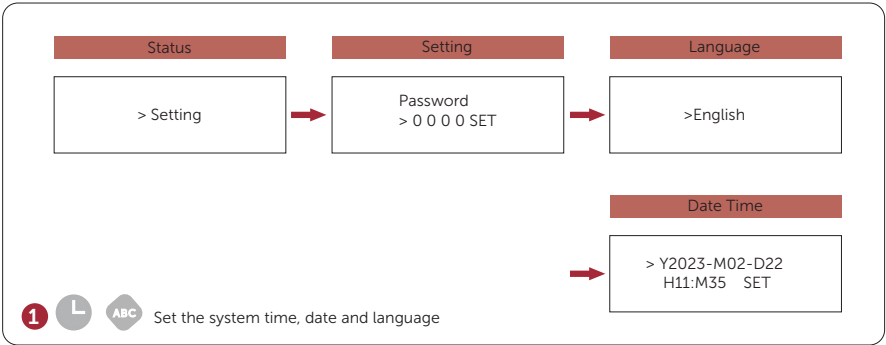 Status
> Setting
Setting
Password
> 0 0 0 0 SET
Language
>English
Date Time
> Y2023-M02-D22
H11:M35 SET
1
ABC
Set the system time, date and language